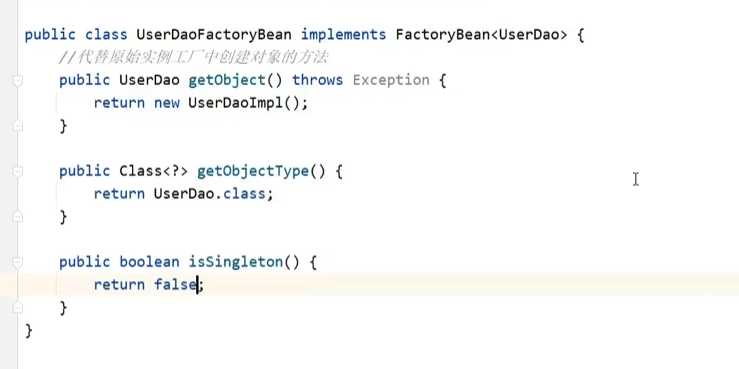 public class UserDaoFactoryBean implements FactoryBean<UserDao> {
//代替原始实例工厂中创建对象的方法
public UserDao getObject() throws Exception {
return new UserDaoImpl();
}
public Class<?> getObjectType() {
return UserDao.class;
}
public boolean isSingleton() {
return false;
}
}